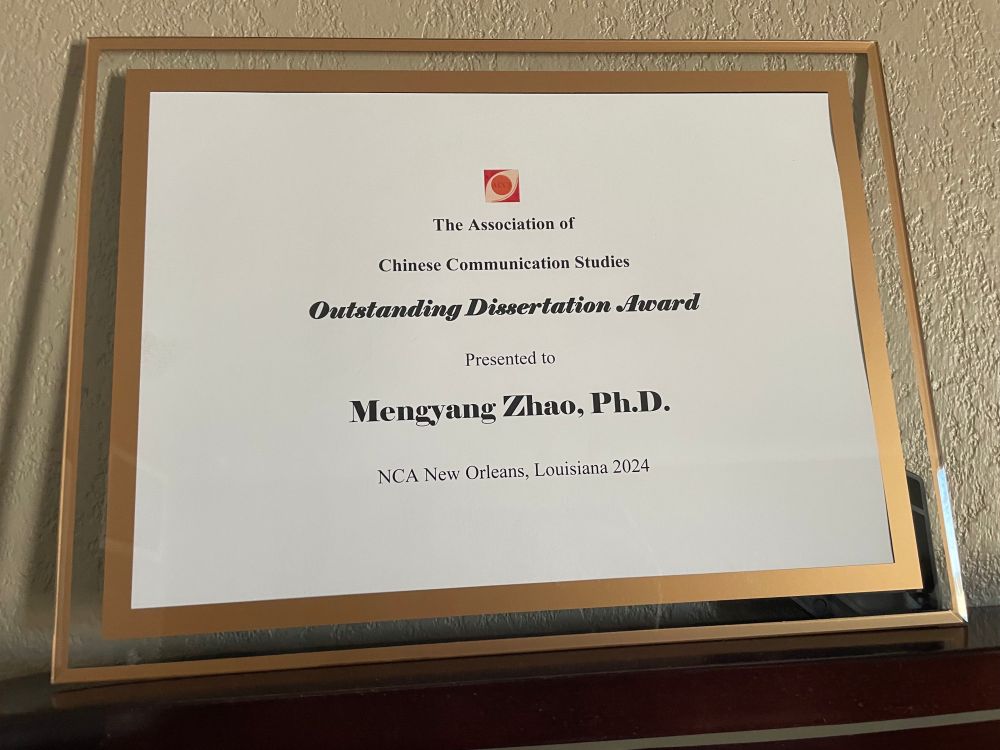 The Association of
Chinese Communication Studies
Outstanding Dissertation Award
Presented to
Mengyang Zhao, Ph.D.
NCA New Orleans, Louisiana 2024